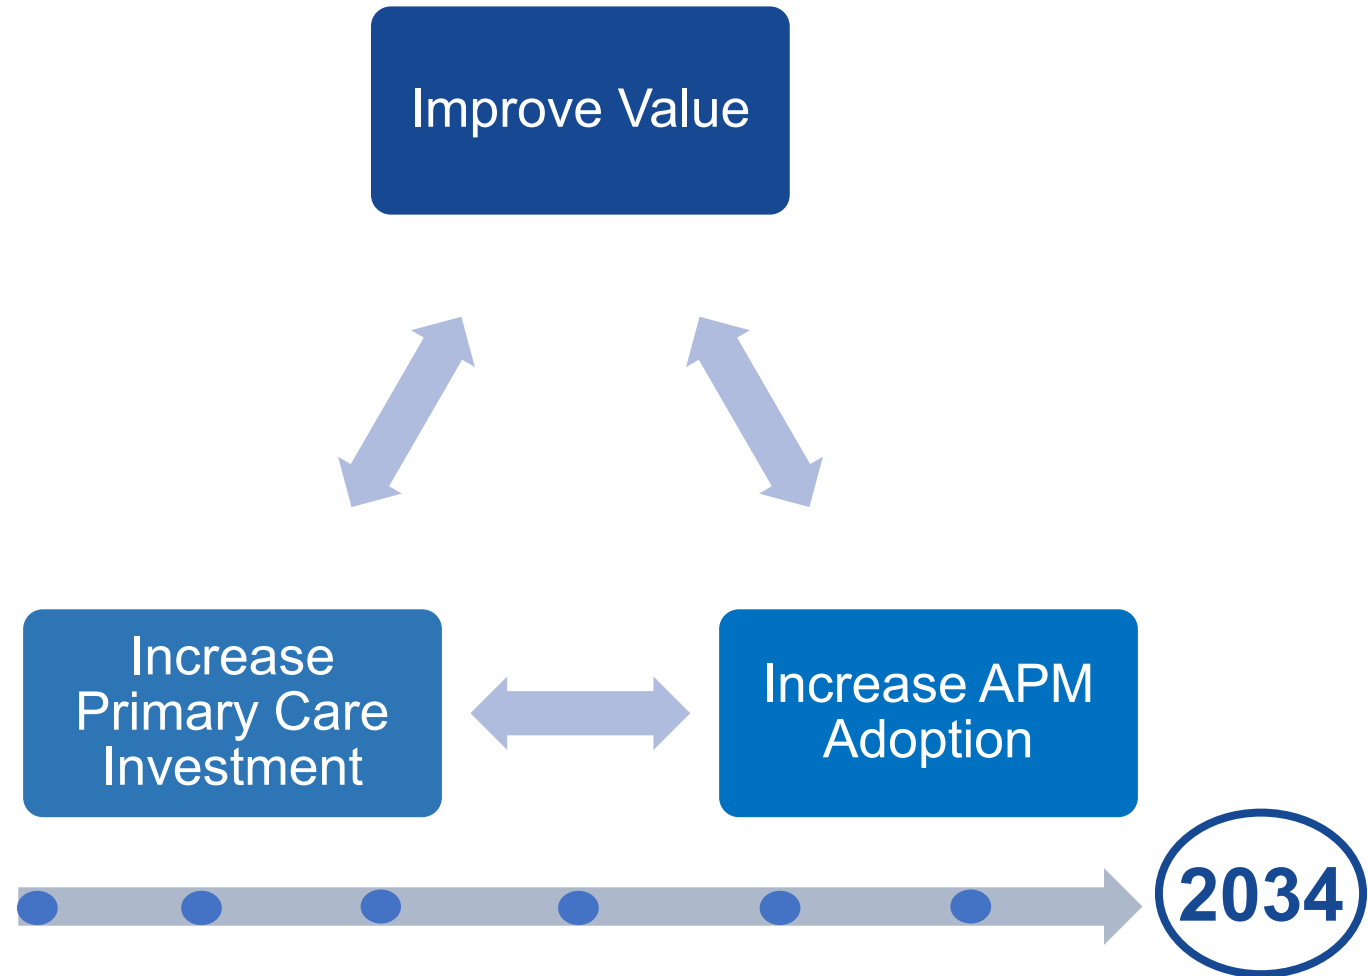 Improve Value
Increase
Primary Care
Investment
Increase APM
Adoption
2034